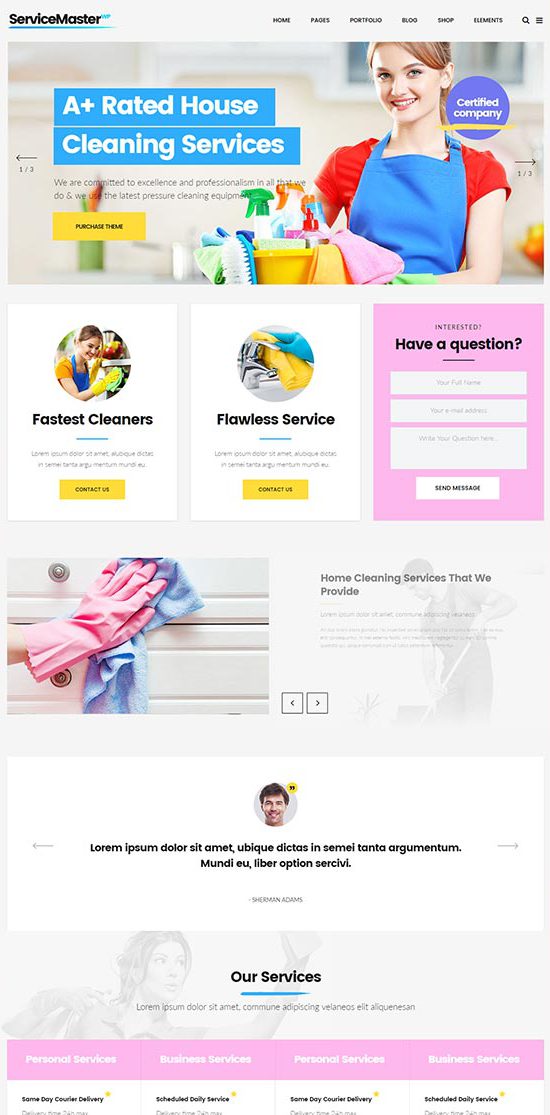 ServiceMasterWP
HOME PAGES PORTFOLIO BLOG SHOP ELEMENTS
A+ Rated House
Cleaning Services
Certified
company
1 / 3
1 / 3
We are committed to excellence and professionalism in all that we
do & we use the latest pressure cleaning equipment
PURCHASE THEME
Fastest Cleaners
Lorem ipsum dolor sit amet, alubique dictas
in semei tanta argu mentum mundi eu.
CONTACT US
Flawless Service
Lorem ipsum dolor sit amet, alubique dictas
in semei tanta argu mentum mundi eu.
CONTACT US
INTERESTED?
Have a question?
Your Full Name
Your e-mail address
Write Your Question here...
SEND MESSAGE
Home Cleaning Services That We
Provide
Lorem ipsum dolor sit amet, commune adipiscing velaneos
Lorem ipsum dolor sit amet, ubique dictas in semei tanta argumentum.
Mundi eu, liber option sercivi.
- SHERMAN ADAMS
Our Services
Lorem ipsum dolor sit amet, commune adipiscing velaneos elit aliquenesan
Personal Services Business Services Personal Services Business Services
Same Day Courier Delivery Scheduled Daily Service Same Day Courier Delivery Scheduled Daily Service
Delivery time 24h may Delivery time 24h may Delivery time 24h may Delivery time 24h may